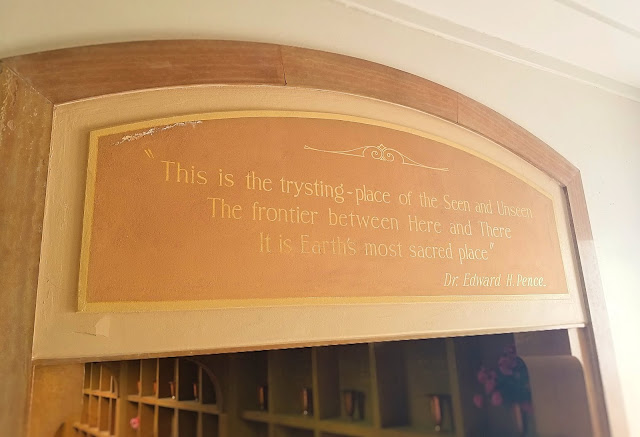 "This is the trysting-place of the Seen and Unseen
The frontier between Here and There
It is Earth's most sacred place"
Dr. Edward H. Pence.